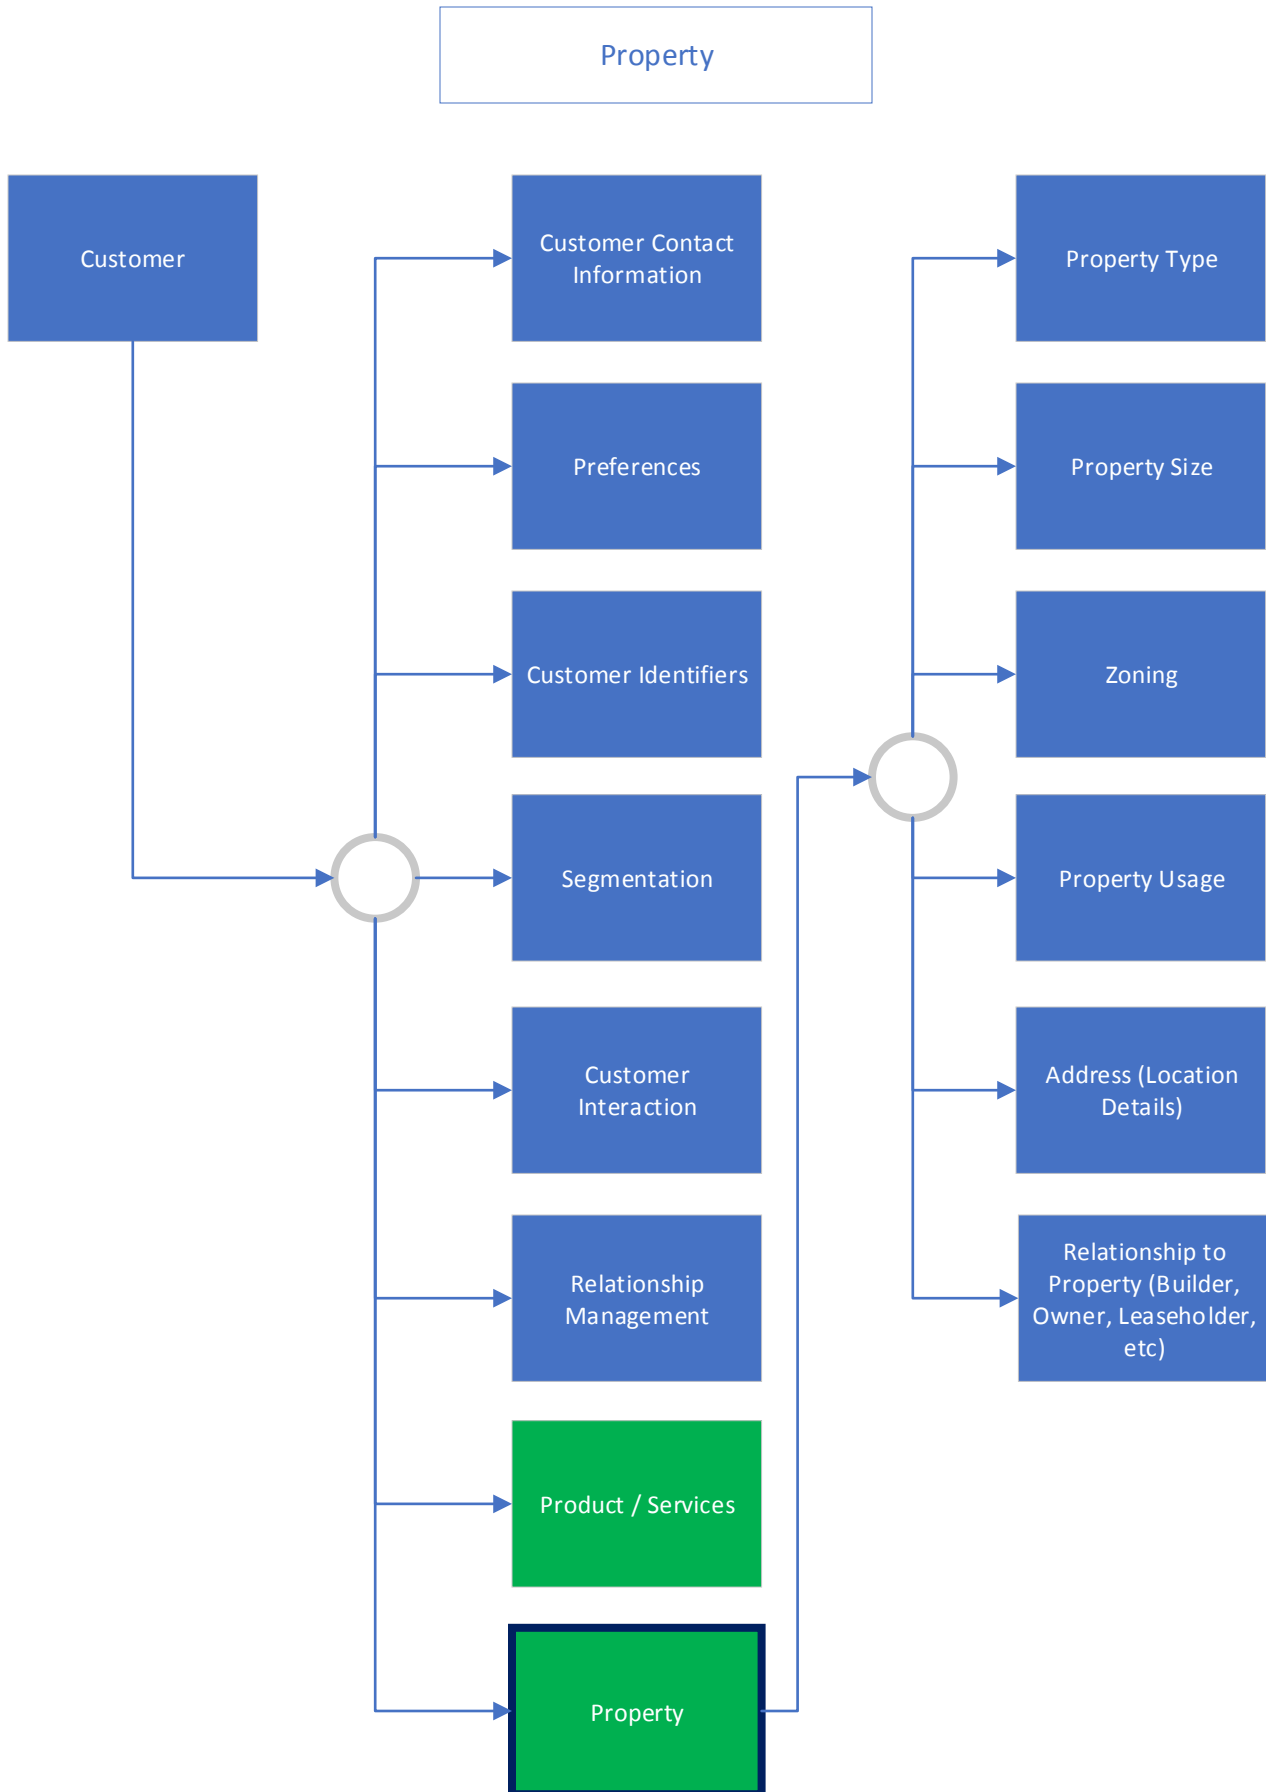 Property
Customer
Customer Contact
Information
Preferences
Customer Identifiers
Segmentation
Customer
Interaction
Relationship
Management
Product / Services
Property
Property Type
Property Size
Zoning
Property Usage
Address (Location
Details)
Relationship to
Property (Builder,
Owner, Leaseholder,
etc)